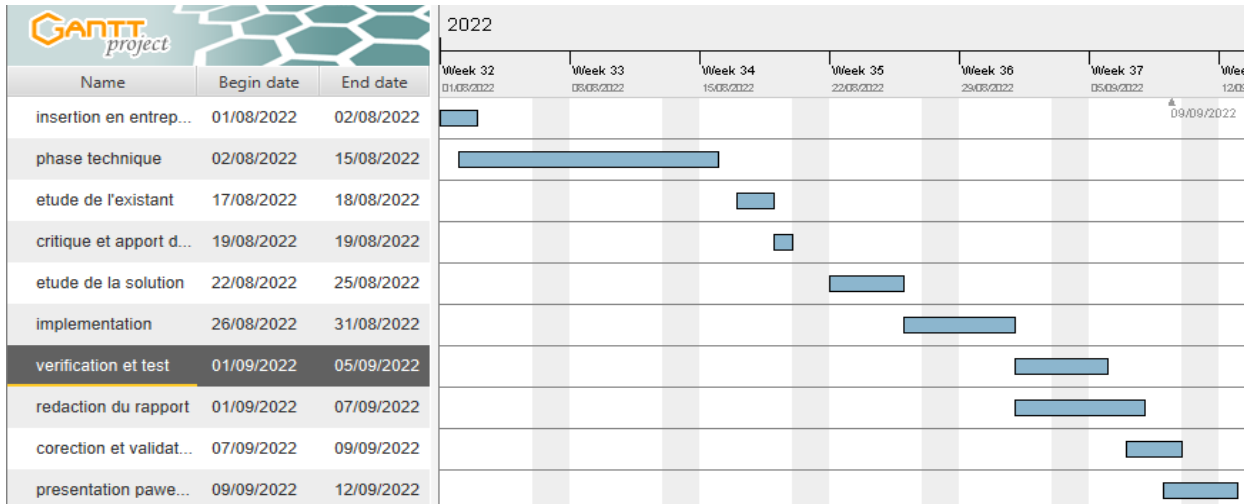 GANTT
project
2022
Week 32 Week 33 Week 34 Week 35 Week 36 Week 37 Wee
01/08/2022 08/08/2022 15/08/2022 22/08/2022 29/08/2022 05/09/2022 12/09
Name Begin date End date
09/09/2022
insertion en entrep... 01/08/2022 02/08/2022
phase technique 02/08/2022 15/08/2022
etude de l'existant 17/08/2022 18/08/2022
critique et apport d... 19/08/2022 19/08/2022
etude de la solution 22/08/2022 25/08/2022
implementation 26/08/2022 31/08/2022
verification et test 01/09/2022 05/09/2022
redaction du rapport 01/09/2022 07/09/2022
corection et validat... 07/09/2022 09/09/2022
presentation pawe... 09/09/2022 12/09/2022